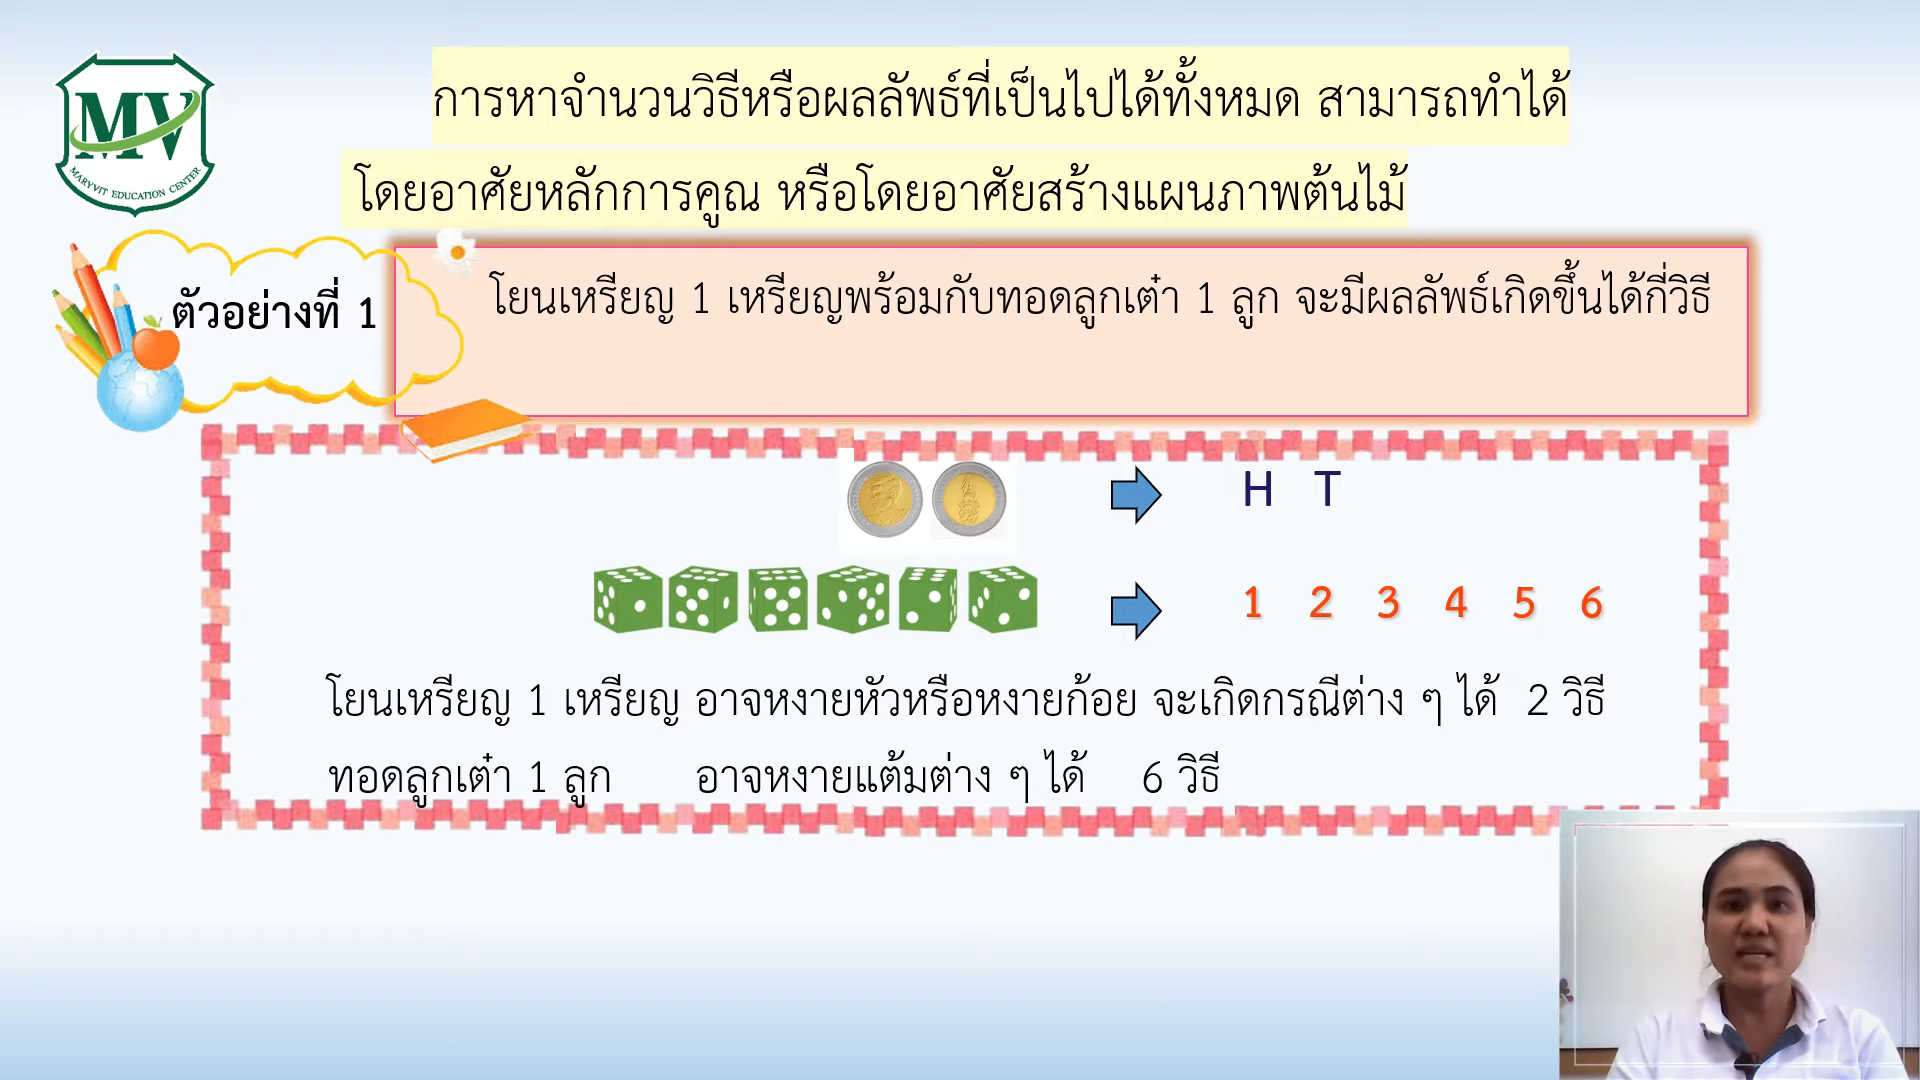 MV
MARYVIT EDUCATION CENTER
การหาจำนวนวิธีหรือผลลัพธ์ที่เป็นไปได้ทั้งหมด สามารถทำได้
โดยอาศัยหลักการคูณ หรือโดยอาศัยสร้างแผนภาพต้นไม้
ตัวอย่างที่ 1
โยนเหรียญ 1 เหรียญพร้อมกับทอดลูกเต๋า 1 ลูก จะมีผลลัพธ์เกิดขึ้นได้กี่วิธี
H T
1 2 3 4 5 6
โยนเหรียญ 1 เหรียญ อาจหงายหัวหรือหงายก้อย จะเกิดกรณีต่าง ๆ ได้ 2 วิธี
ทอดลูกเต๋า 1 ลูก อาจหงายแต้มต่าง ๆ ได้ 6 วิธี